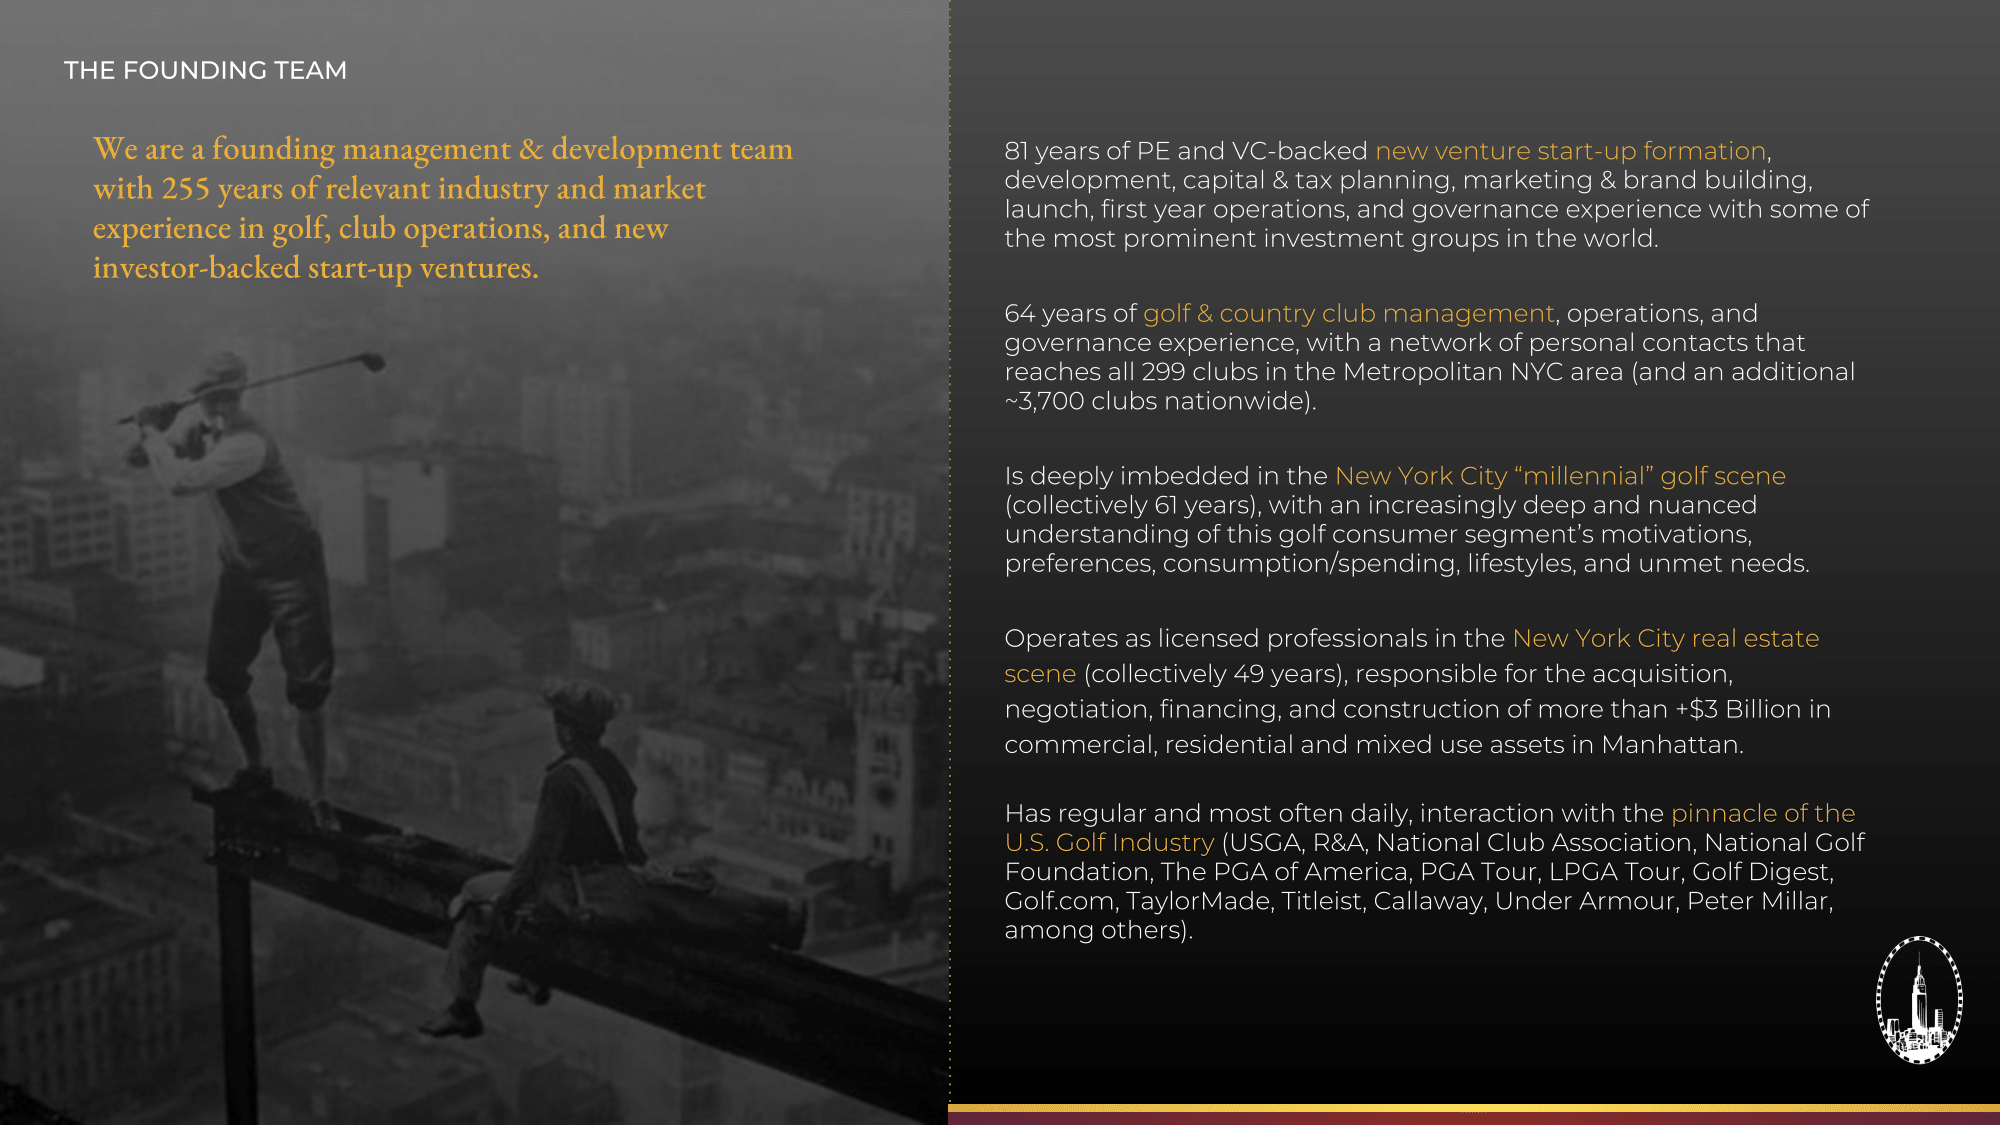 THE FOUNDING TEAM
We are a founding management & development team
with 255 years of relevant industry and market
experience in golf, club operations, and new
investor-backed start-up ventures.
81 years of PE and VC-backed new venture start-up formation,
development, capital & tax planning, marketing & brand building,
launch, first year operations, and governance experience with some of
the most prominent investment groups in the world.
64 years of golf & country club management, operations, and
governance experience, with a network of personal contacts that
reaches all 299 clubs in the Metropolitan NYC area (and an additional
~3,700 clubs nationwide).
Is deeply imbedded in the New York City “millennial” golf scene
(collectively 61 years), with an increasingly deep and nuanced
understanding of this golf consumer segment’s motivations,
preferences, consumption/spending, lifestyles, and unmet needs.
Operates as licensed professionals in the New York City real estate
scene (collectively 49 years), responsible for the acquisition,
negotiation, financing, and construction of more than +$3 Billion in
commercial, residential and mixed use assets in Manhattan.
Has regular and most often daily, interaction with the pinnacle of the
U.S. Golf Industry (USGA, R&A, National Club Association, National Golf
Foundation, The PGA of America, PGA Tour, LPGA Tour, Golf Digest,
Golf.com, TaylorMade, Titleist, Callaway, Under Armour, Peter Millar,
among others).